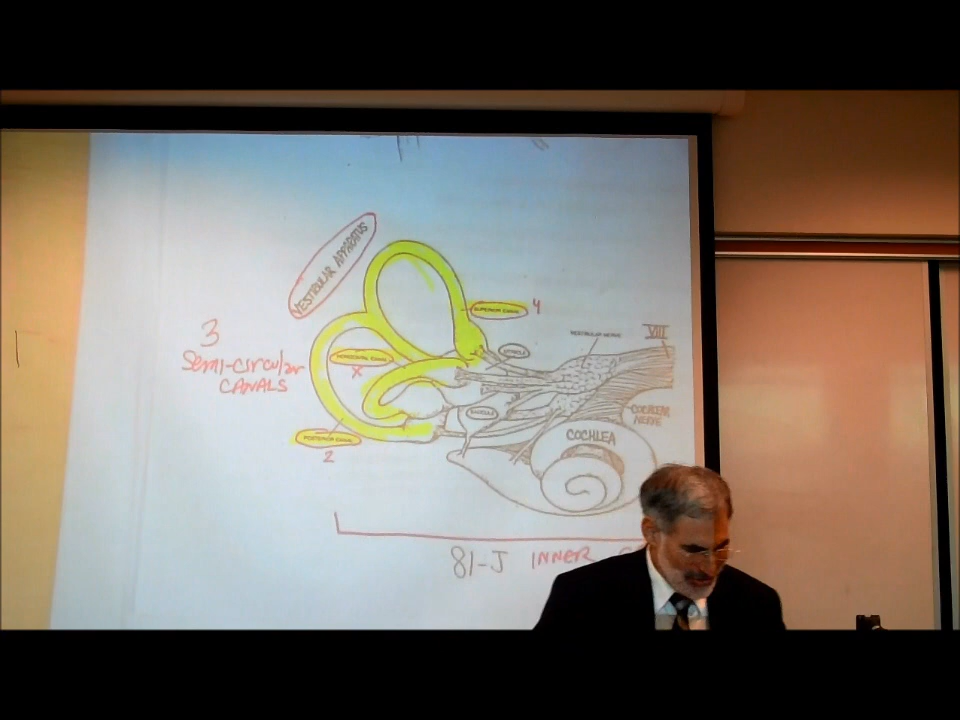 VESTIBULAR APPARATUS
SUPERIOR CANAL
4
VESTIBULAR NERVE
VIII
3
Semi-circular
CANALS
HORIZONTAL CANAL
X
UTRICLE
SACCULE
COCHLEAR
NERVE
COCHLEA
POSTERIOR CANAL
2
81-J INNER